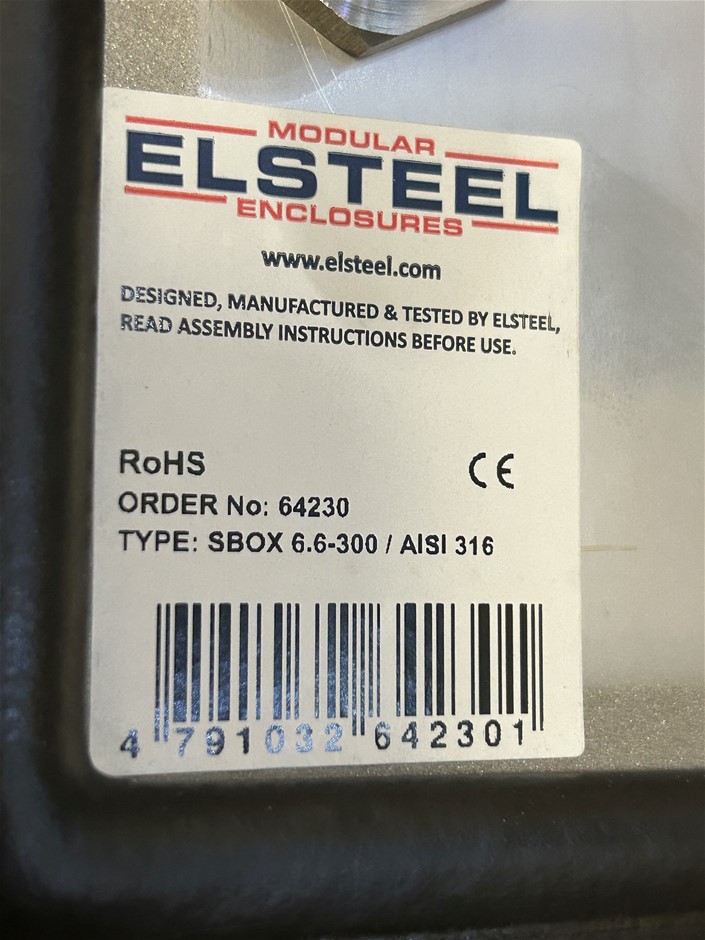 MODULAR
ELSTEEL
ENCLOSURES
www.elsteel.com
DESIGNED, MANUFACTURED & TESTED BY ELSTEEL,
READ ASSEMBLY INSTRUCTIONS BEFORE USE.
RoHS CE
ORDER No: 64230
TYPE: SBOX 6.6-300 / AISI 316
4 791032 642301